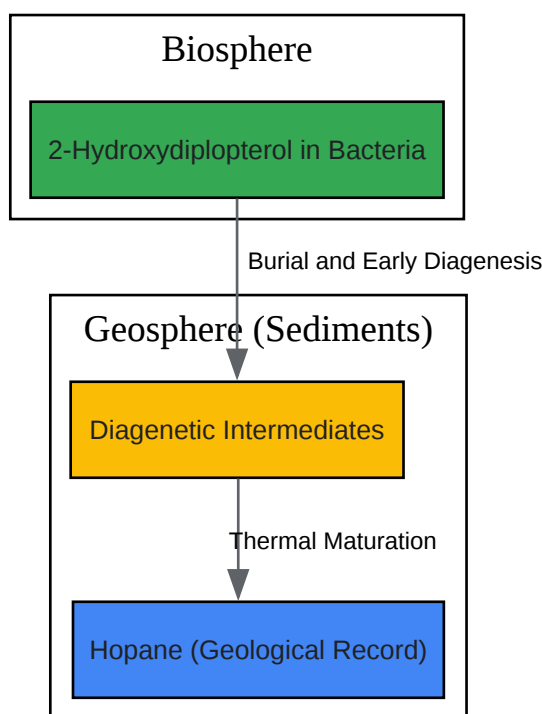 Biosphere
2-Hydroxydiplopterol in Bacteria
Burial and Early Diagenesis
Geosphere (Sediments)
Diagenetic Intermediates
Thermal Maturation
Hopane (Geological Record)